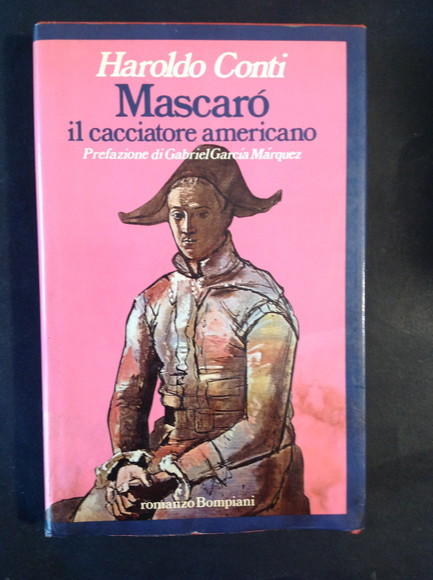 Haroldo Conti
Mascaró
il cacciatore americano
Prefazione di Gabriel García Márquez
romanzo Bompiani